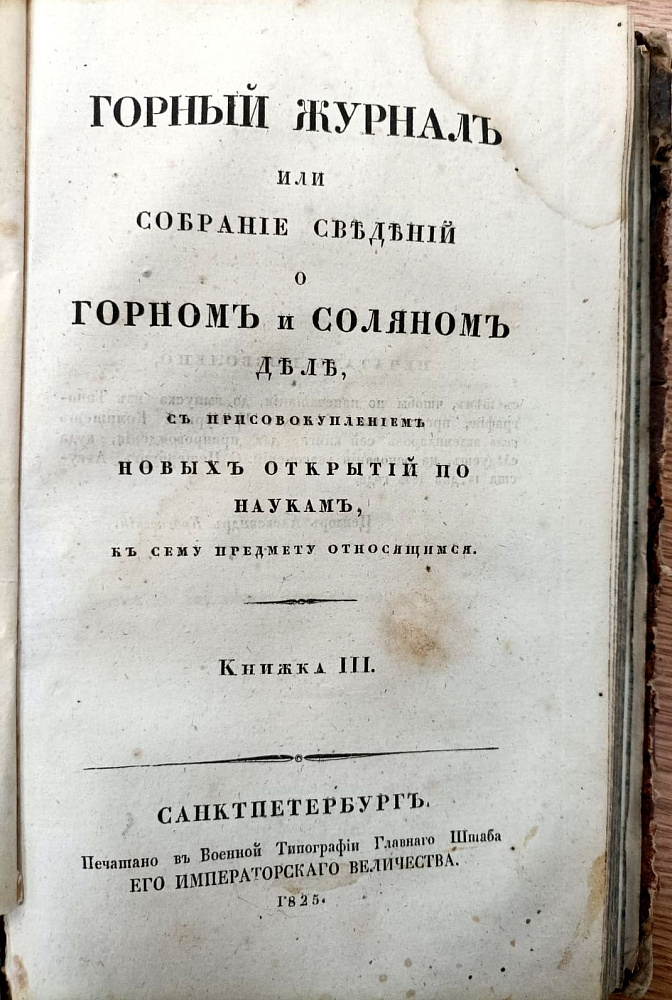 ГОРНЫЙ ЖУРНАЛЪ
ИЛИ
СОБРАНІЕ СВѢДѢНІЙ
О
ГОРНОМЪ и СОЛЯНОМЪ
ДѢЛѢ,
СЪ ПРИСОВОКУПЛЕНІЕМЪ
НОВЫХЪ ОТКРЫТІЙ ПО
НАУКАМЪ,
КЪ СЕМУ ПРЕДМЕТУ ОТНОСЯЩИМСЯ.
Книжка III.
САНКТПЕТЕРБУРГЪ.
Печатано въ Военной Типографіи Главнаго Штаба
ЕГО ИМПЕРАТОРСКАГО ВЕЛИЧЕСТВА.
1825.